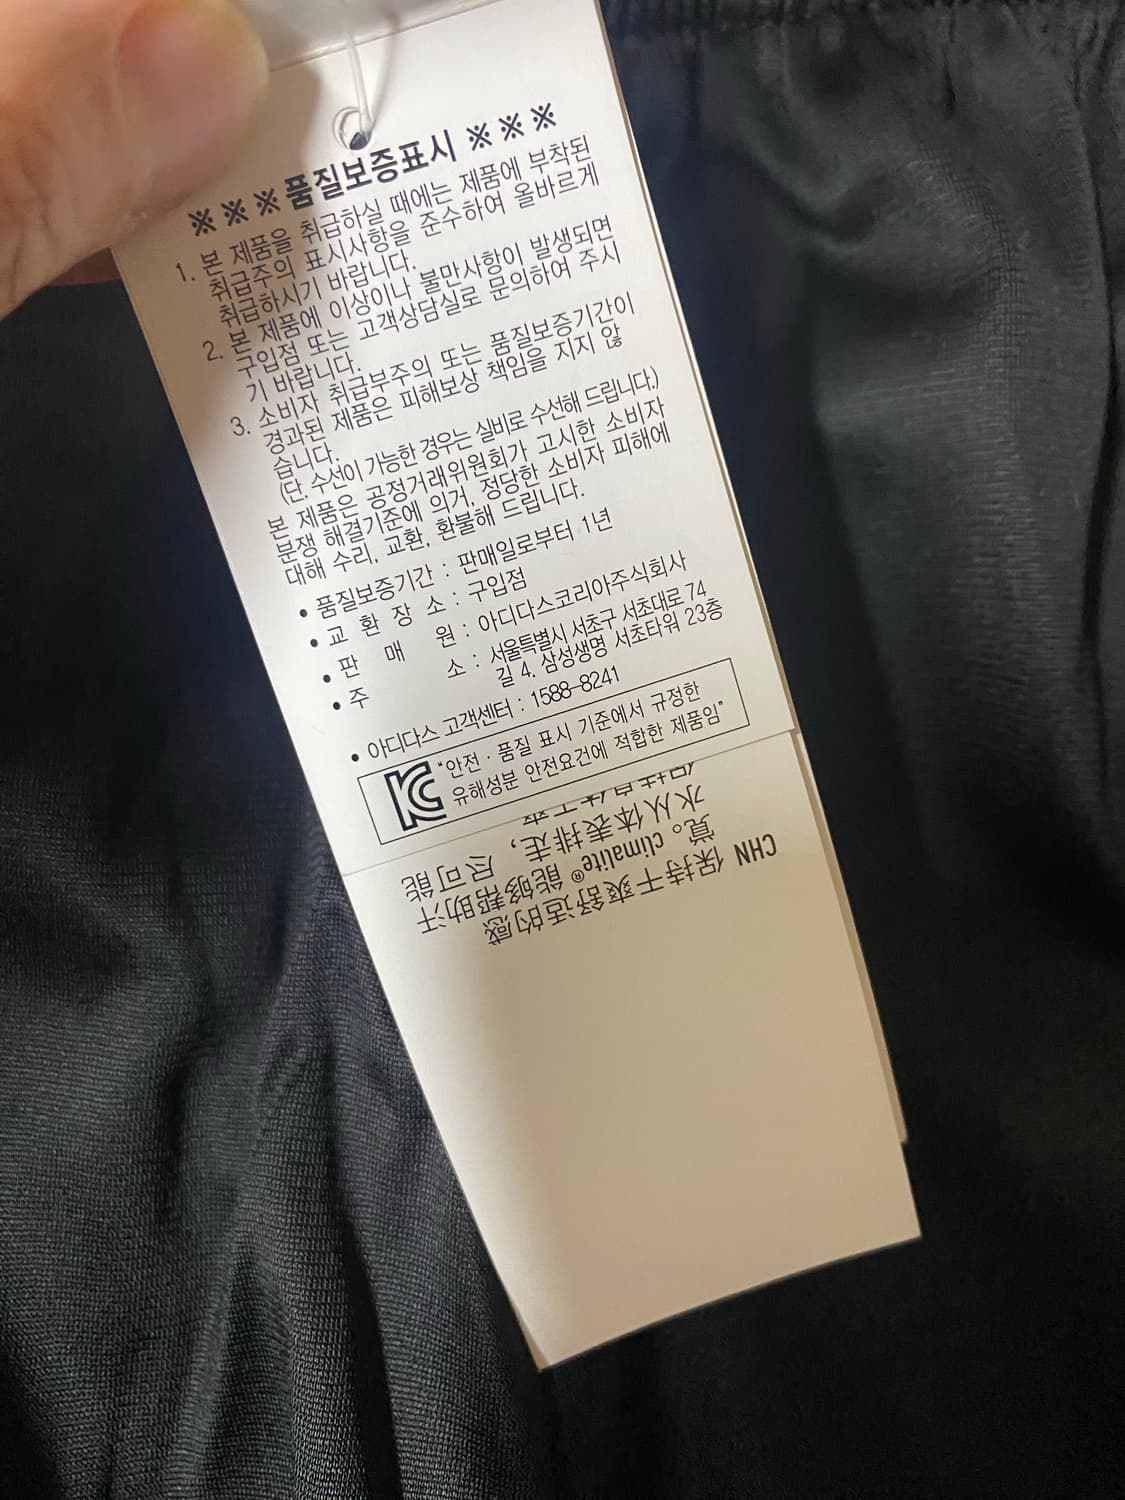 ※※※품질보증표시※※※
1. 본 제품을 취급하실 때에는 제품에 부착된
취급주의 표시사항을 준수하여 올바르게
취급하시기 바랍니다.
2. 본 제품에 이상이나 불만사항이 발생되면
구입점 또는 고객상담실로 문의하여 주시
기 바랍니다.
3. 소비자 취급부주의 또는 품질보증기간이
경과된 제품은 피해보상 책임을 지지 않
습니다.
(단. 수선이 가능한 경우는 실비로 수선해 드립니다.)
본 제품은 공정거래위원회가 고시한 소비자
분쟁 해결기준에 의거, 정당한 소비자 피해에
대해 수리, 교환, 환불해 드립니다.
• 품질보증기간 : 판매일로부터 1년
• 교 환 장 소 : 구입점
• 판 매 원 : 아디다스코리아주식회사
• 주 소 : 서울특별시 서초구 서초대로 74
길 4. 삼성생명 서초타워 23층
• 아디다스 고객센터 : 1588-8241
"안전 · 품질 표시 기준에서 규정한
유해성분 안전요건에 적합한 제품임"
CHN 保持干爽舒适的感
覺。climalite® 能够帮助汗
水从体表排走，尽可能
保持身体干爽